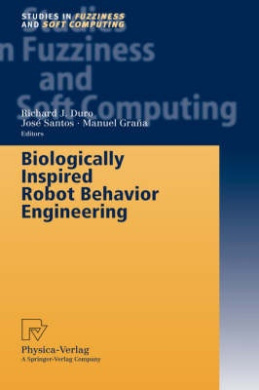 Studies
STUDIES IN FUZZINESS
AND SOFT COMPUTING
in Fuzziness
and
Soft Computing
Richard J. Duro
José Santos · Manuel Graña
Editors
Biologically
Inspired
Robot Behavior
Engineering
Physica-Verlag
A Springer-Verlag Company